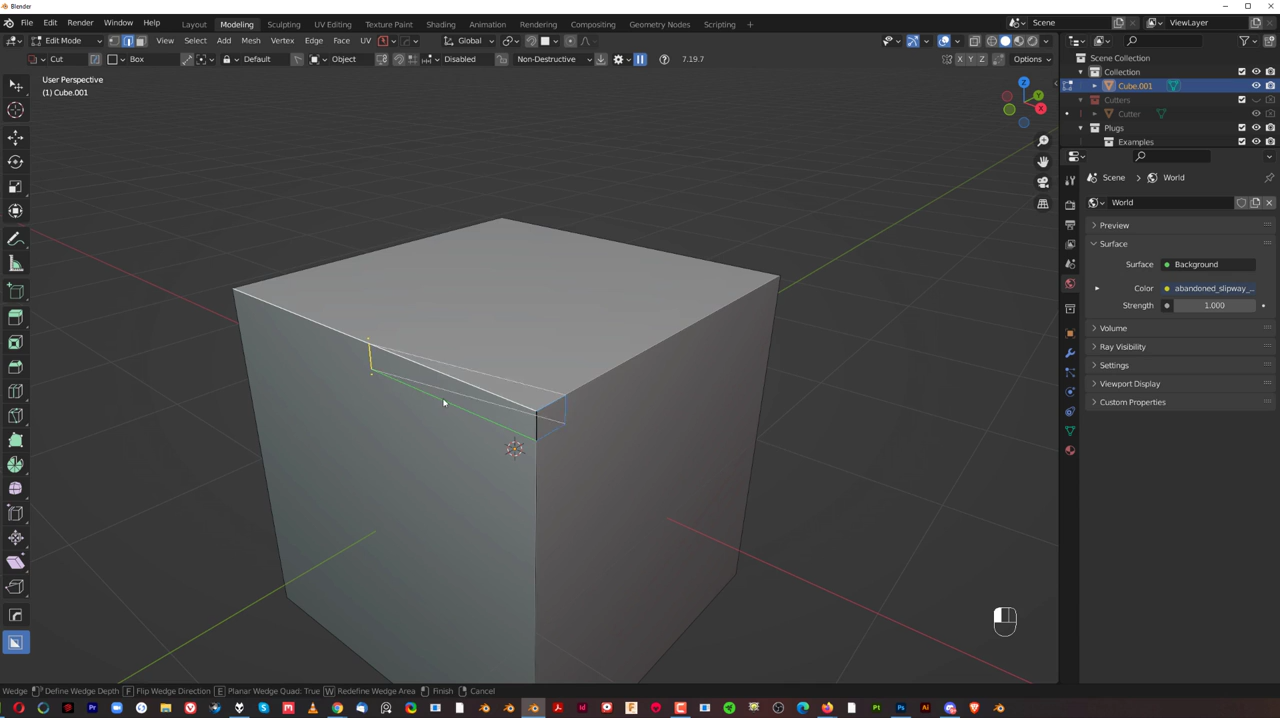 Blender
File Edit Render Window Help Layout Modeling Sculpting UV Editing Texture Paint Shading Animation Rendering Compositing Geometry Nodes Scripting + Scene ViewLayer
Edit Mode View Select Add Mesh Vertex Edge Face UV Global
Cut Box Default Object Disabled Non-Destructive 7.19.7 X Y Z Options
User Perspective
(1) Cube.001
Z
Y
X
Scene Collection
Collection
Cube.001
Cutters
Cutter
Plugs
Examples
Scene > World
World
Preview
Surface
Surface Background
Color abandoned_slipway_...
Strength 1.000
Volume
Ray Visibility
Settings
Viewport Display
Custom Properties
Wedge Define Wedge Depth F Flip Wedge Direction E Planar Wedge Quad: True W Redefine Wedge Area Finish Cancel